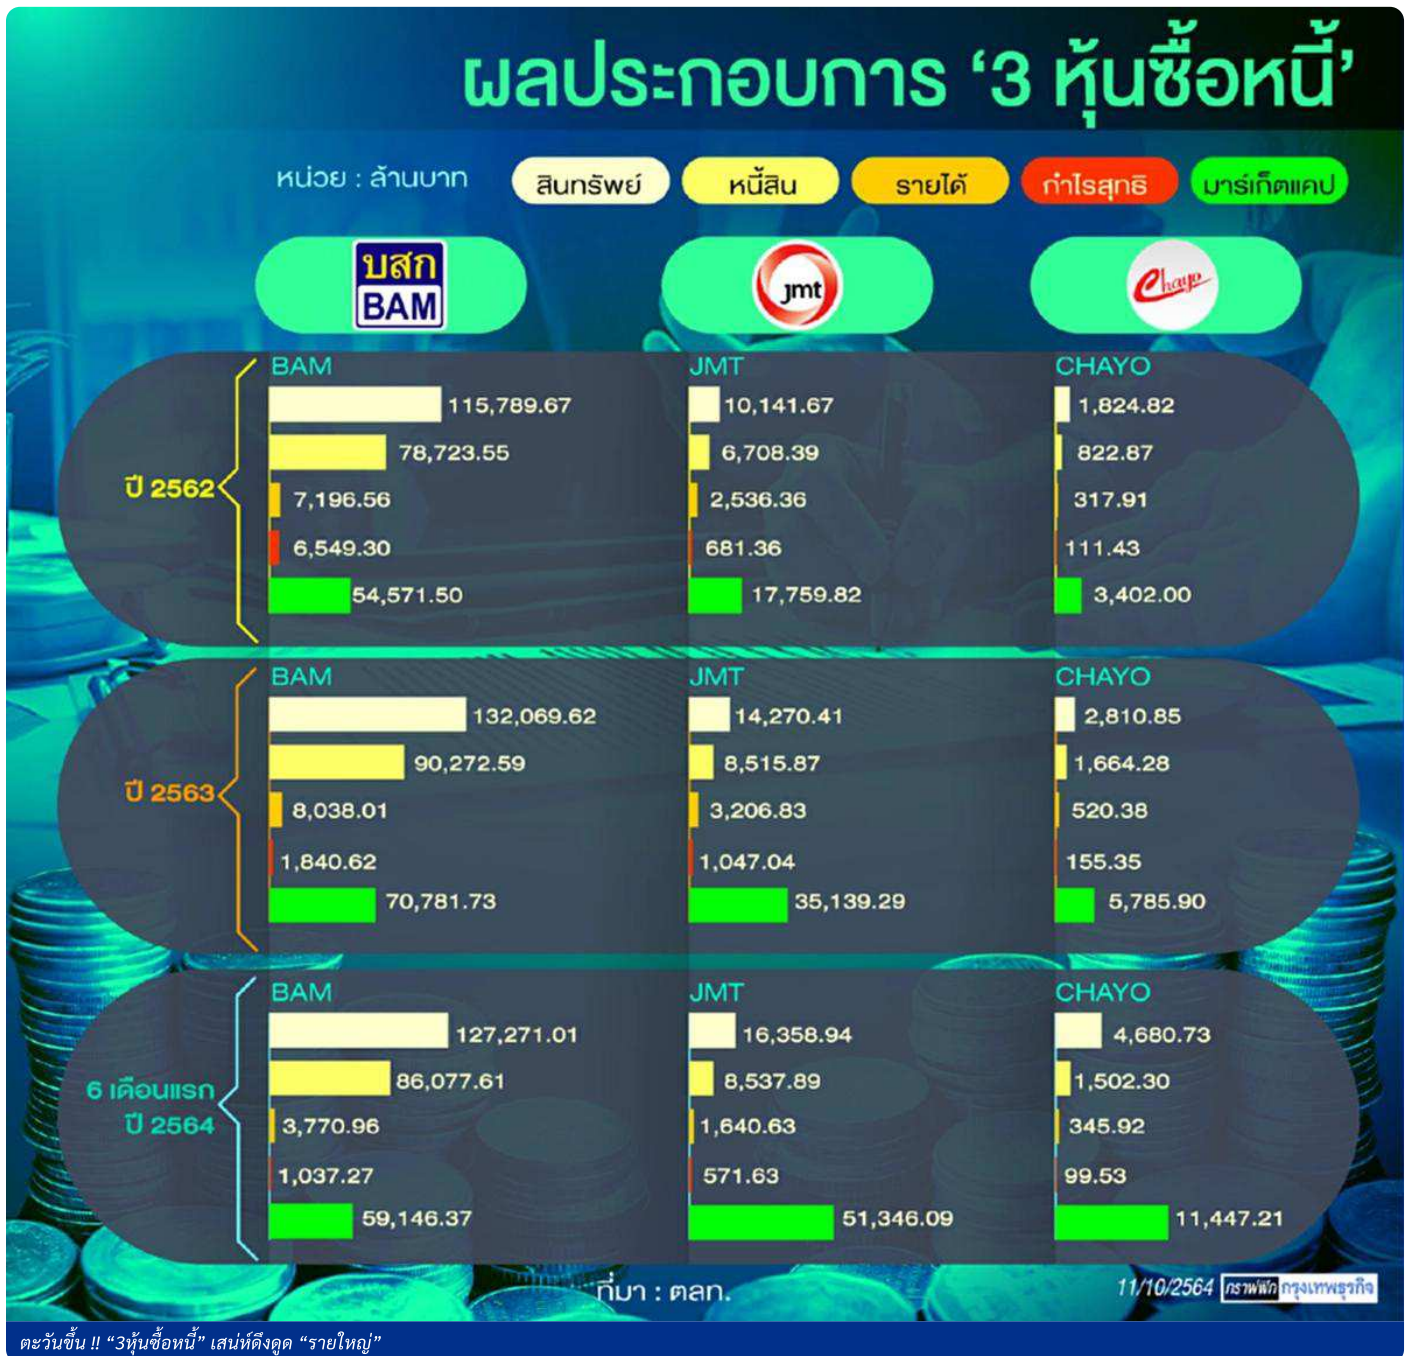 ผลประกอบการ ‘3 หุ้นซื้อหนี้’
หน่วย : ล้านบาท
สินทรัพย์
หนี้สิน
รายได้
กำไรสุทธิ
มาร์เก็ตแคป
บสก
BAM
jmt
Chayo
ปี 2562
BAM
115,789.67
78,723.55
7,196.56
6,549.30
54,571.50
JMT
10,141.67
6,708.39
2,536.36
681.36
17,759.82
CHAYO
1,824.82
822.87
317.91
111.43
3,402.00
ปี 2563
BAM
132,069.62
90,272.59
8,038.01
1,840.62
70,781.73
JMT
14,270.41
8,515.87
3,206.83
1,047.04
35,139.29
CHAYO
2,810.85
1,664.28
520.38
155.35
5,785.90
6 เดือนแรก
ปี 2564
BAM
127,271.01
86,077.61
3,770.96
1,037.27
59,146.37
JMT
16,358.94
8,537.89
1,640.63
571.63
51,346.09
CHAYO
4,680.73
1,502.30
345.92
99.53
11,447.21
ที่มา : ตลท.
11/10/2564 กราฟฟิก กรุงเทพธุรกิจ
ตะวันขึ้น !! “3หุ้นซื้อหนี้” เสน่ห์ดึงดูด “รายใหญ่”